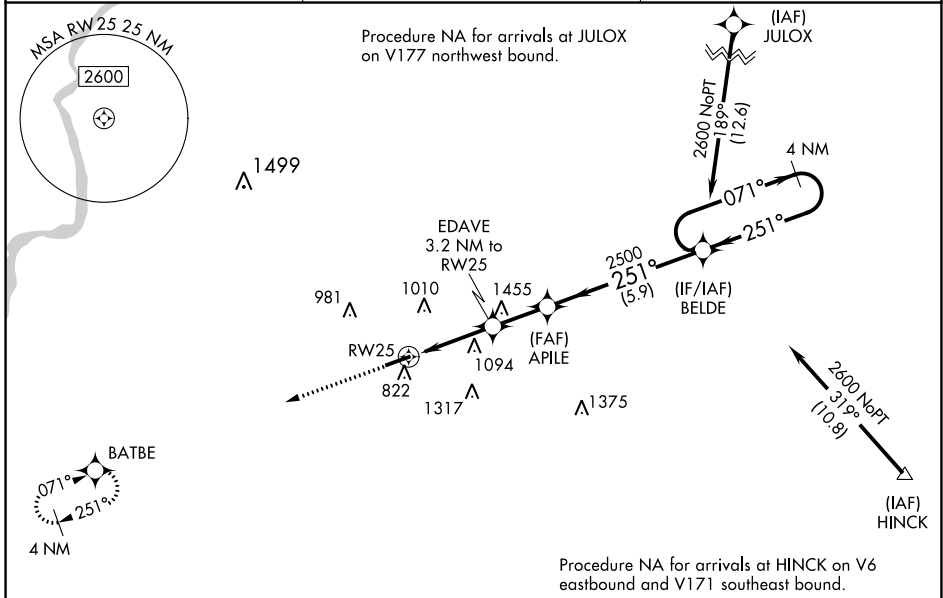 MSA RW25 25 NM
2600
Procedure NA for arrivals at JULOX
on V177 northwest bound.
(IAF)
JULOX
2600 NoPT
189°
(12.6)
4 NM
071°
251°
1499
EDAVE
3.2 NM to
RW25
2500
251°
(5.9)
(IF/IAF)
BELDE
981
1010
1455
(FAF)
APILE
RW25
1094
822
1317
1375
2600 NoPT
319°
(10.8)
(IAF)
HINCK
BATBE
071°
251°
4 NM
Procedure NA for arrivals at HINCK on V6
eastbound and V171 southeast bound.